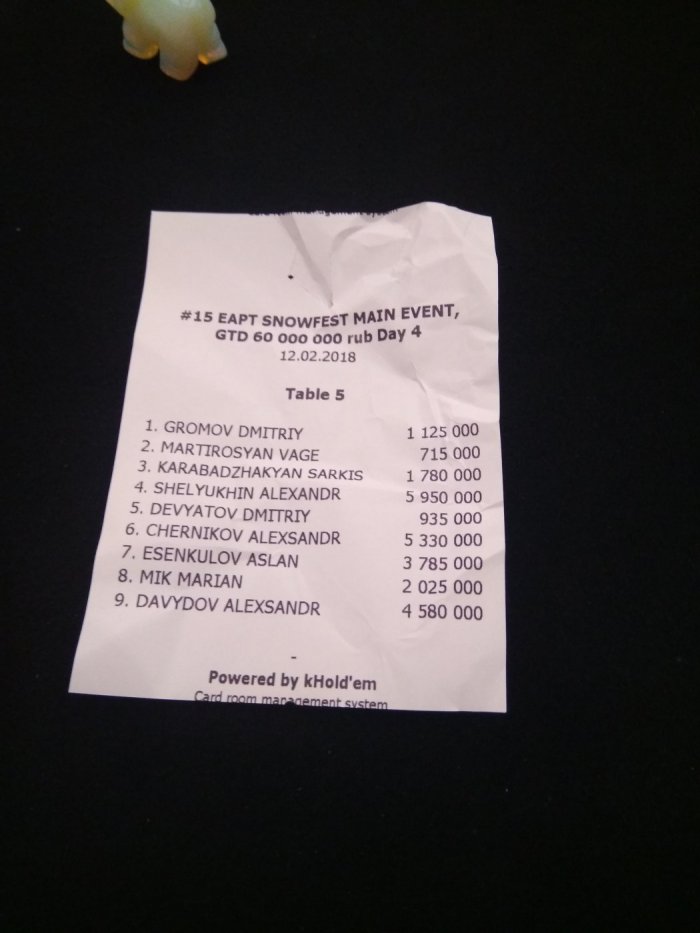 Card room management system
#15 EAPT SNOWFEST MAIN EVENT,
GTD 60 000 000 rub Day 4
12.02.2018
Table 5
1. GROMOV DMITRIY 1 125 000
2. MARTIROSYAN VAGE 715 000
3. KARABADZHAKYAN SARKIS 1 780 000
4. SHELYUKHIN ALEXANDR 5 950 000
5. DEVYATOV DMITRIY 935 000
6. CHERNIKOV ALEXSANDR 5 330 000
7. ESENKULOV ASLAN 3 785 000
8. MIK MARIAN 2 025 000
9. DAVYDOV ALEXSANDR 4 580 000
-
Powered by kHold'em
Card room management system